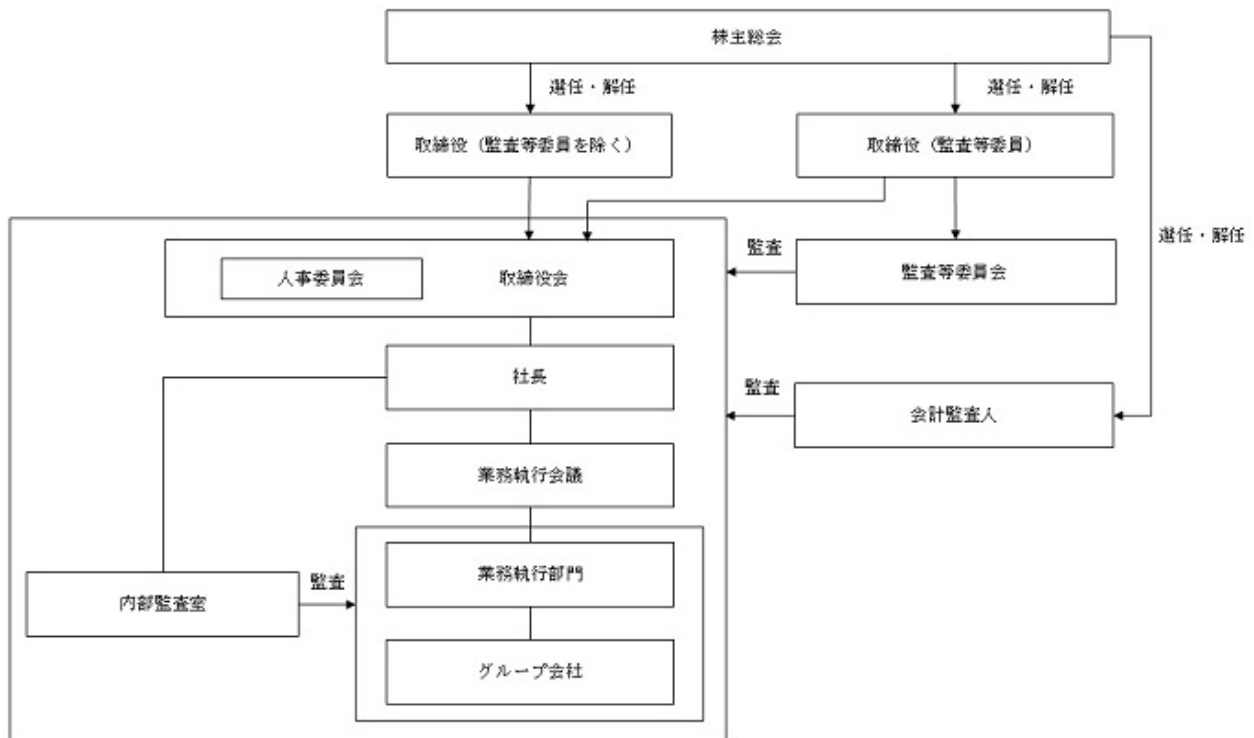 株主総会
選任・解任
選任・解任
取締役（監査等委員を除く）
取締役（監査等委員）
選任・解任
監査
人事委員会
取締役会
監査等委員会
社長
監査
会計監査人
業務執行会議
業務執行部門
監査
内部監査室
グループ会社